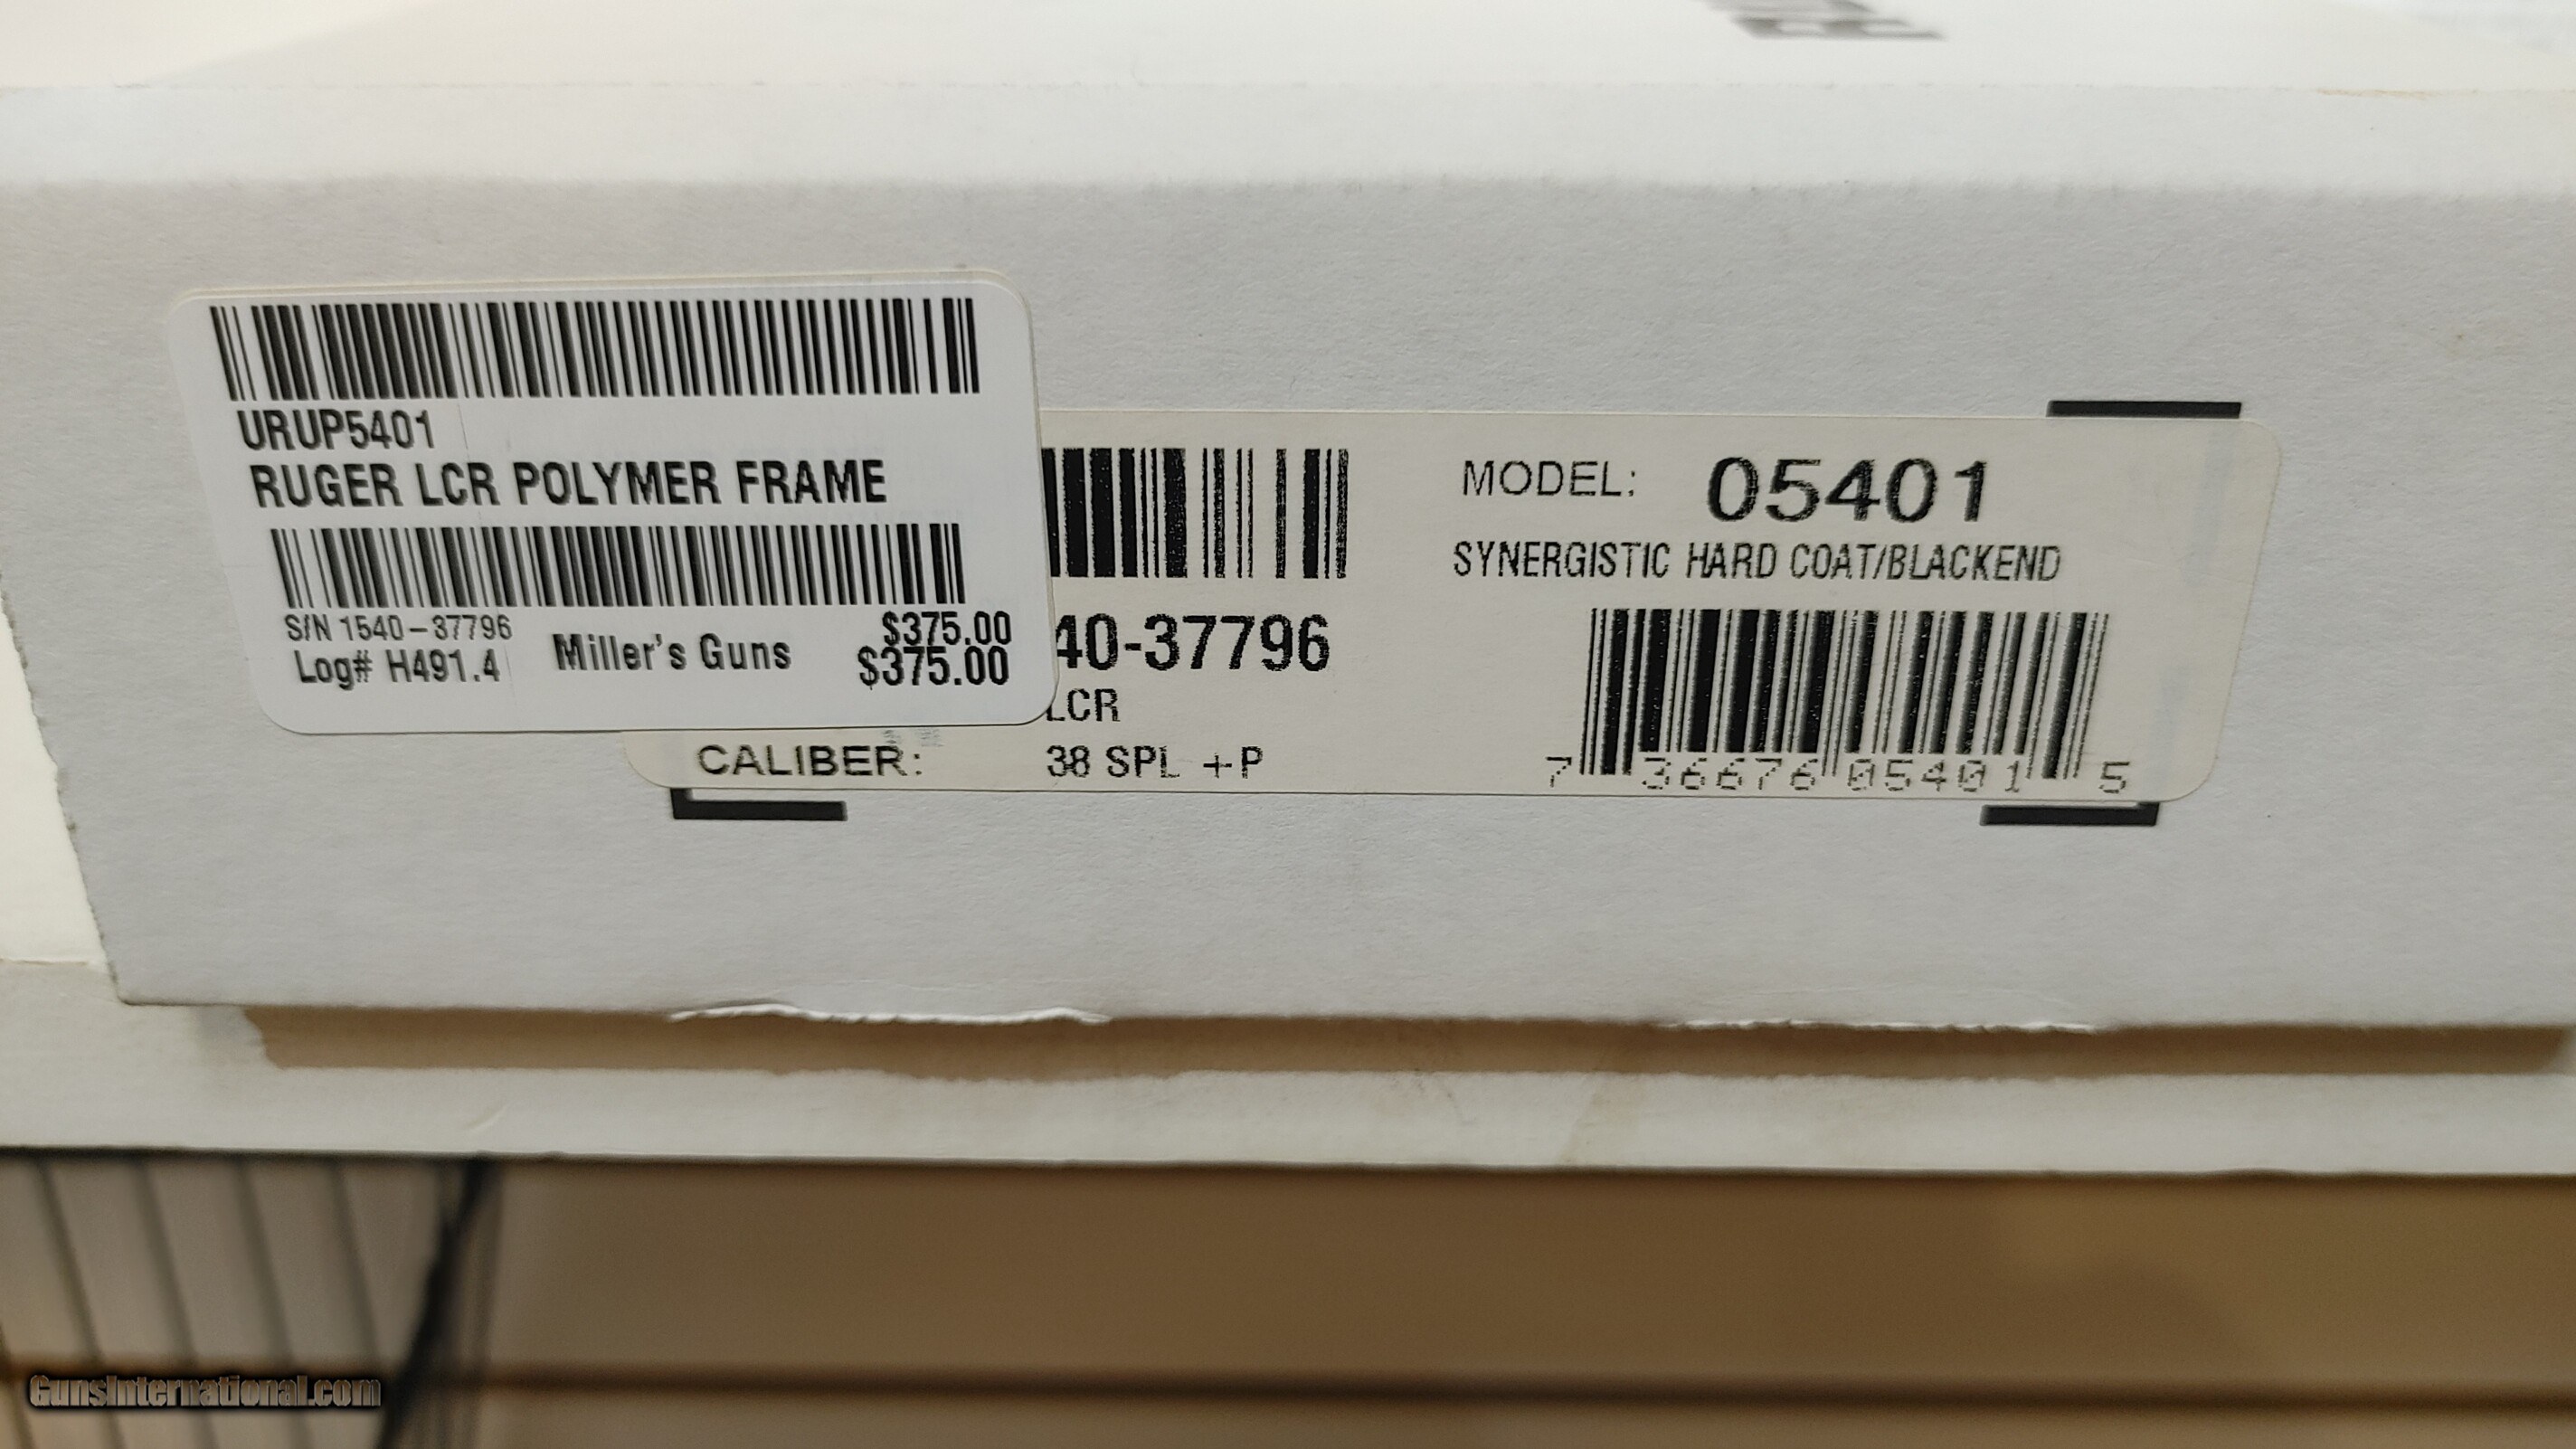 URUP5401
RUGER LCR POLYMER FRAME
S/N 1540-37796
$375.00
Log# H491.4
Miller's Guns
$375.00
40-37796
LCR
CALIBER: 38 SPL +P
MODEL: 05401
SYNERGISTIC HARD COAT/BLACKEND
7 36676 05401 5
GunsInternational.com